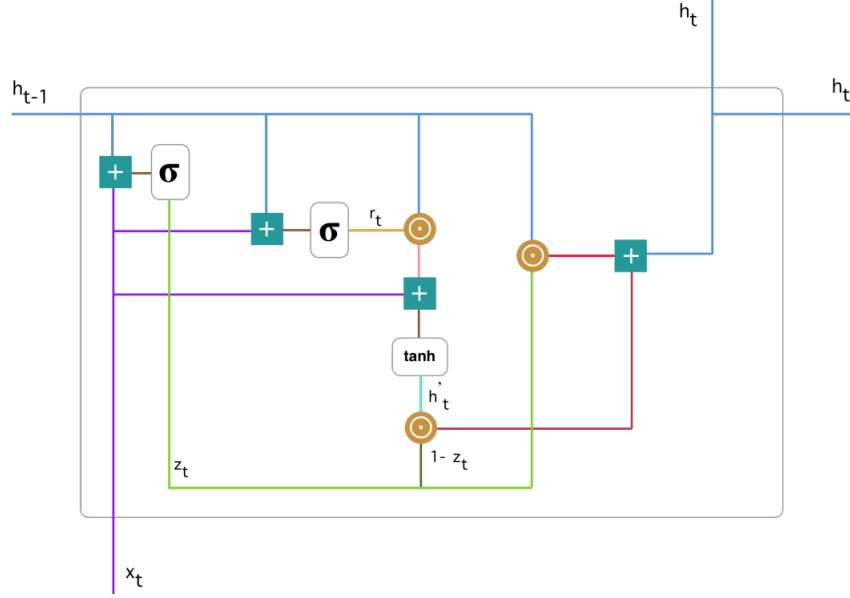 h_t
h_{t-1}
h_t
+
σ
+
σ
r_t
+
+
tanh
h'_t
1- z_t
z_t
x_t